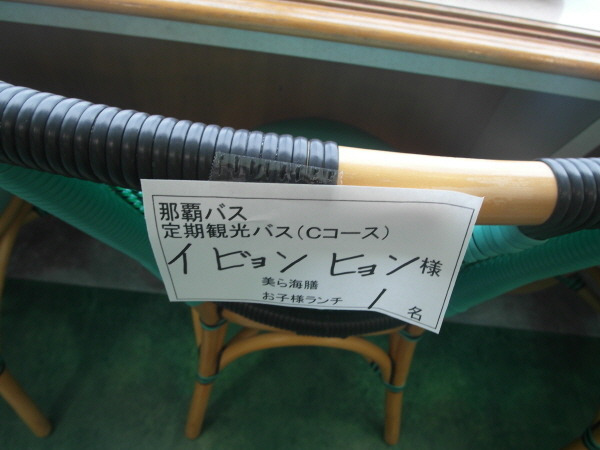 那覇バス
定期観光バス(Cコース)
イ ビョン ヒョン 様
美ら海膳
お子様ランチ 1 名